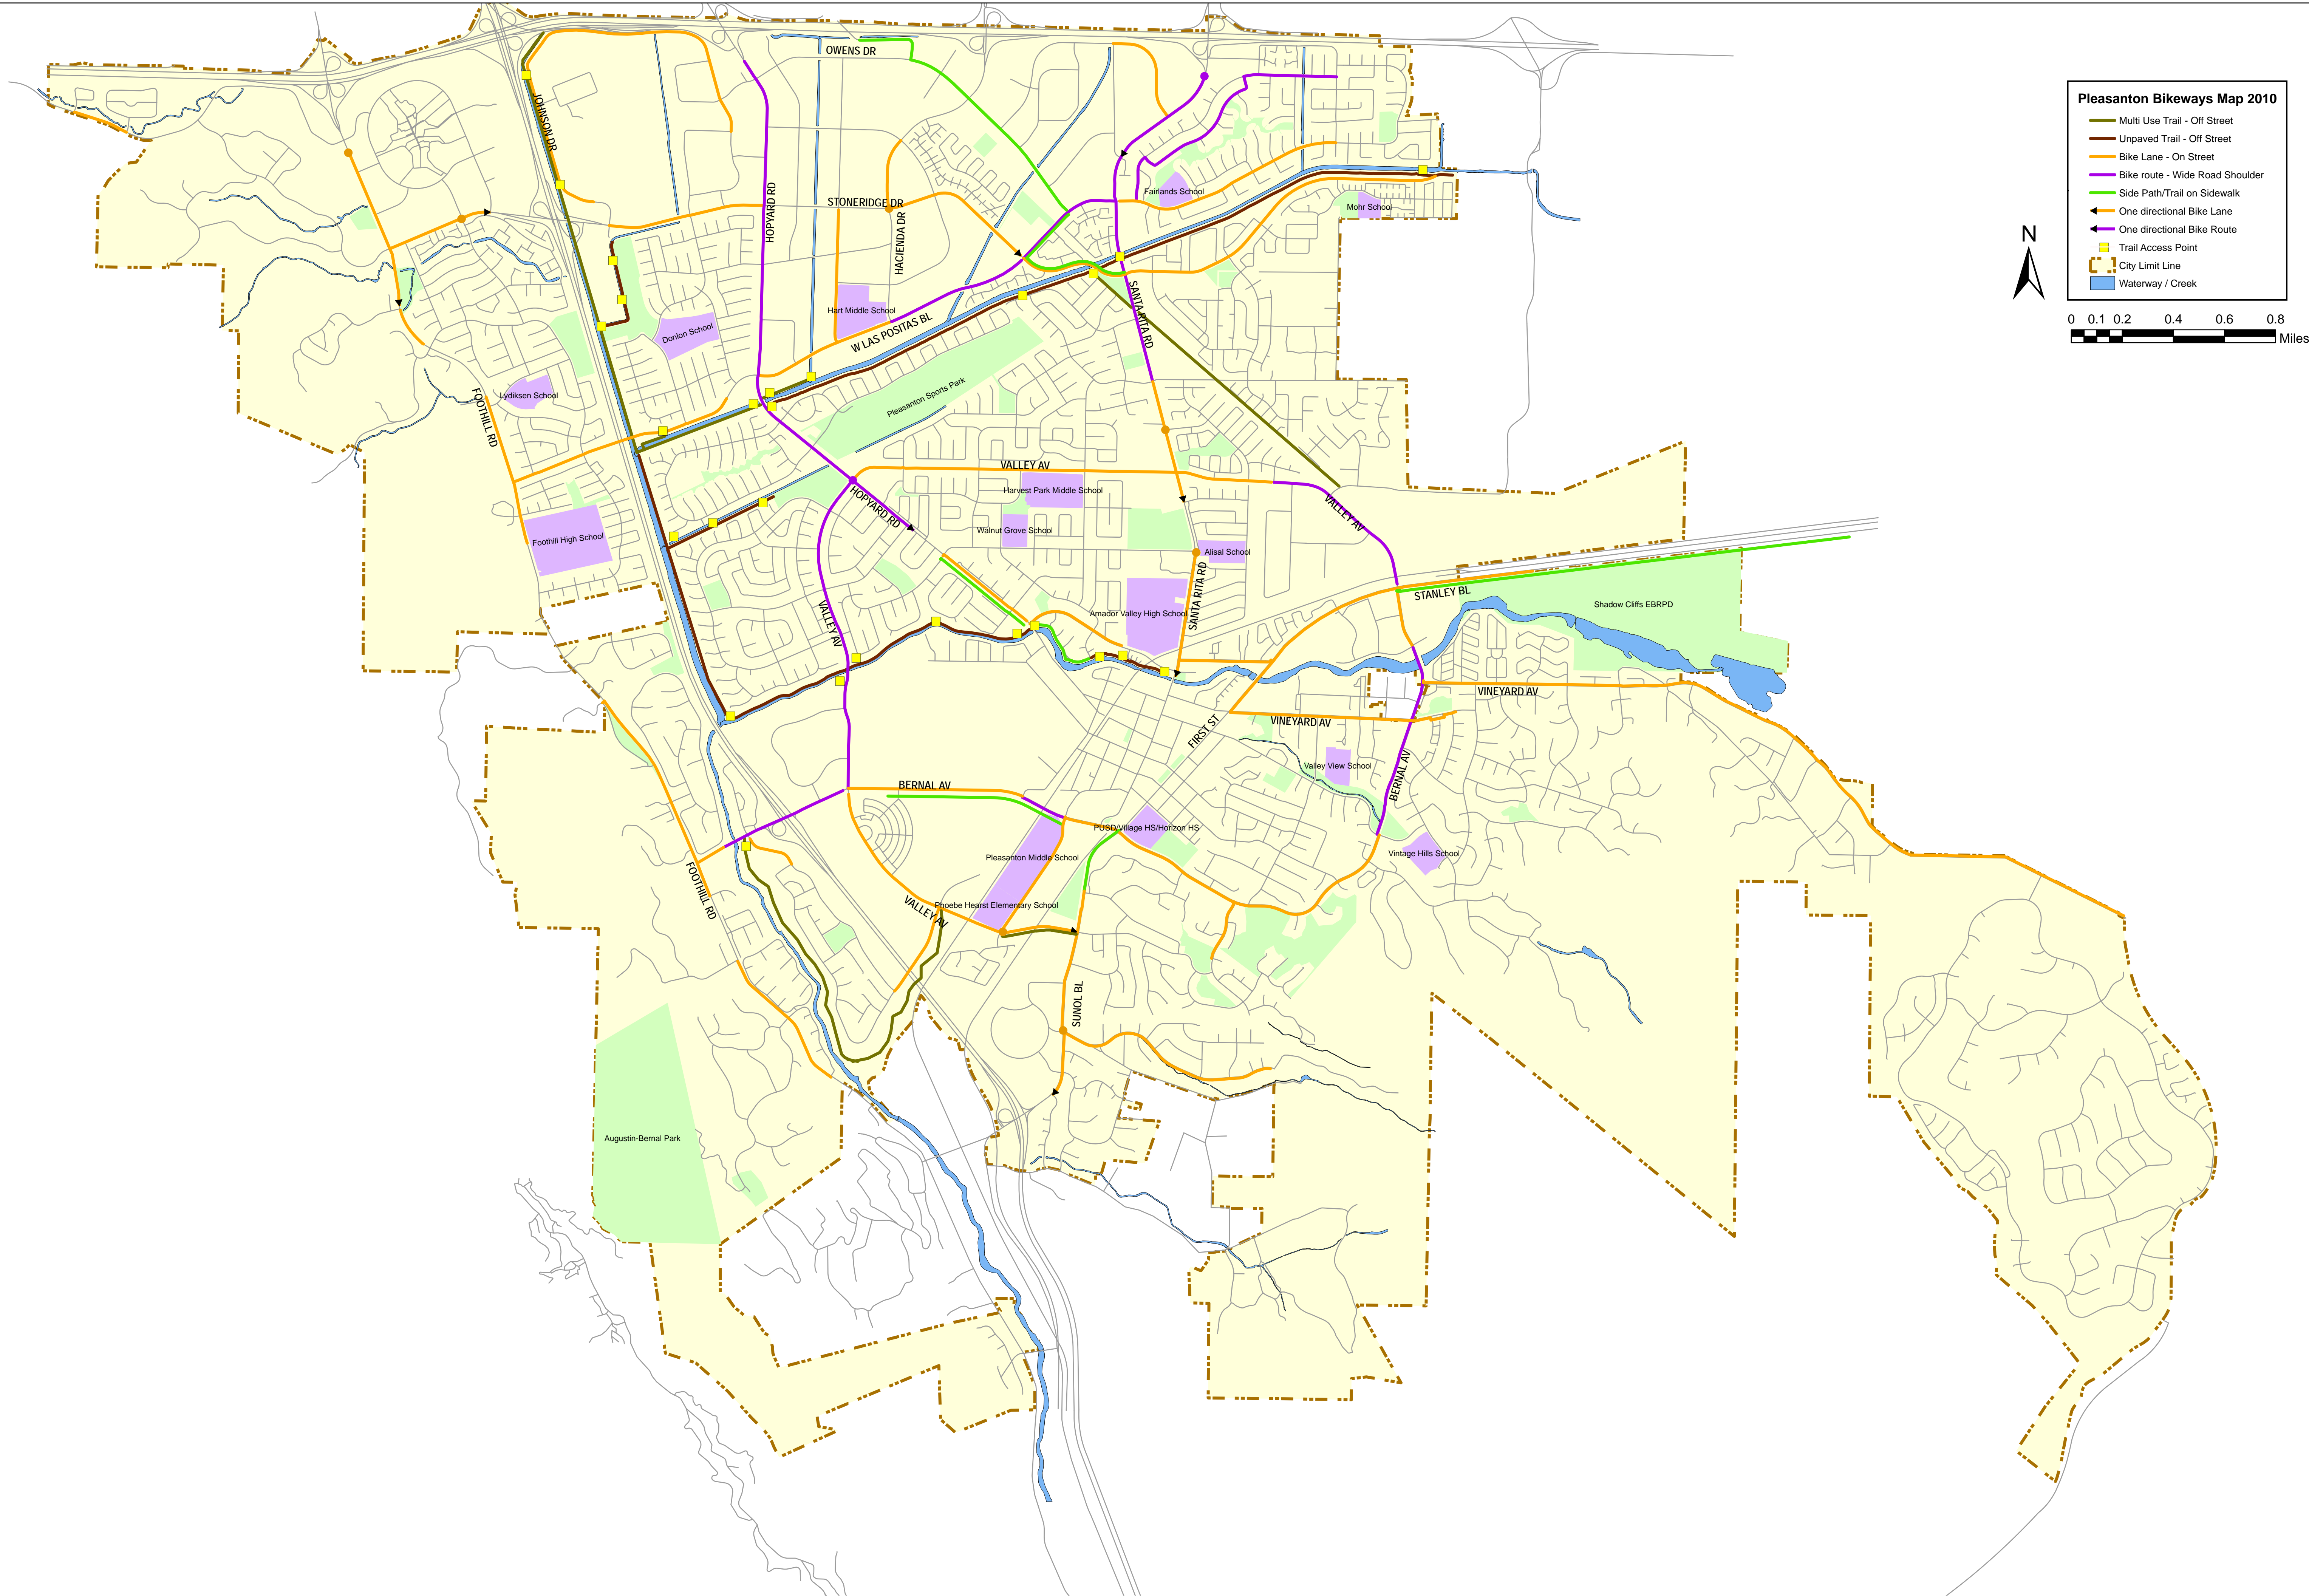 Pleasanton Bikeways Map 2010
Multi Use Trail - Off Street
Unpaved Trail - Off Street
Bike Lane - On Street
Bike route - Wide Road Shoulder
Side Path/Trail on Sidewalk
One directional Bike Lane
One directional Bike Route
Trail Access Point
City Limit Line
Waterway / Creek
N
0 0.1 0.2 0.4 0.6 0.8
Miles
OWENS DR
JOHNSON DR
HOPYARD RD
STONERIDGE DR
HACIENDA DR
Fairlands School
Mohr School
Hart Middle School
Donlon School
W LAS POSITAS BL
SANTA RITA RD
Pleasanton Sports Park
Lydiksen School
FOOTHILL RD
VALLEY AV
Harvest Park Middle School
HOPYARD RD
VALLEY AV
Walnut Grove School
Foothill High School
Alisal School
SANTA RITA RD
STANLEY BL
Shadow Cliffs EBRPD
VALLEY AV
Amador Valley High School
VINEYARD AV
VINEYARD AV
FIRST ST
Valley View School
BERNAL AV
BERNAL AV
PUSD/Village HS/Horizon HS
Pleasanton Middle School
Vintage Hills School
FOOTHILL RD
VALLEY AV
Phoebe Hearst Elementary School
SUNOL BL
Augustin-Bernal Park